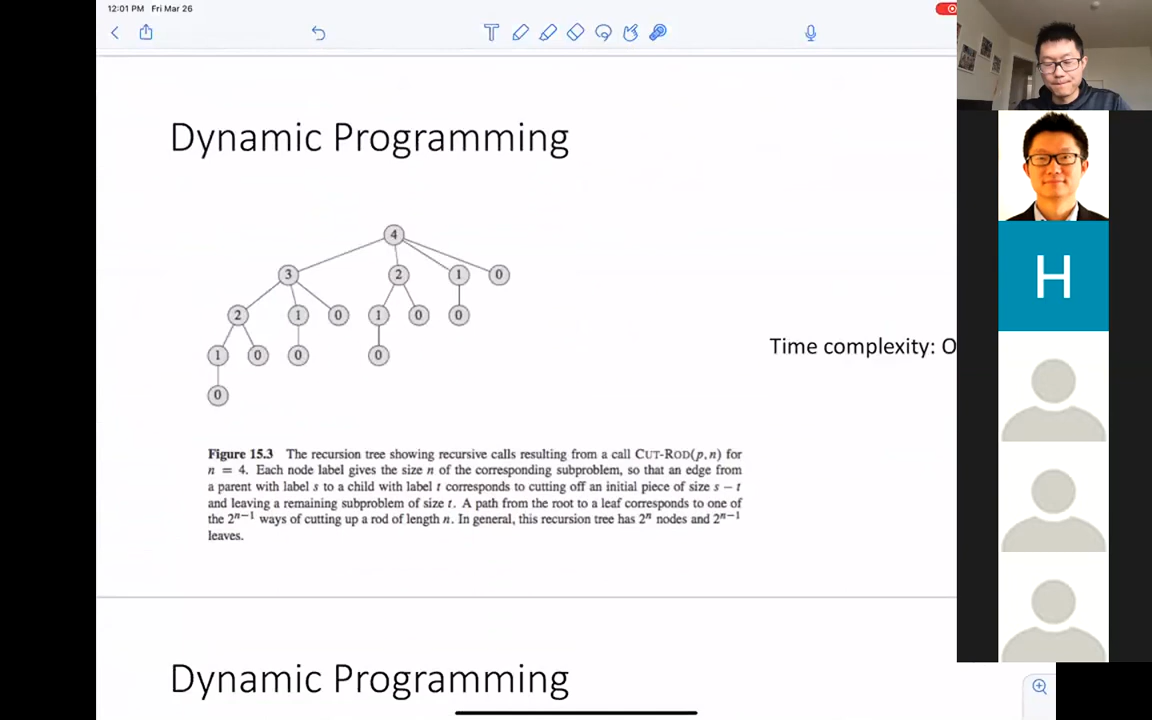 12:01 PM Fri Mar 26
T
Dynamic Programming
4
3 2 1 0
2 1 0 1 0 0
1 0 0 0
0
Time complexity: O
Figure 15.3 The recursion tree showing recursive calls resulting from a call CUT-ROD(p, n) for
n = 4. Each node label gives the size n of the corresponding subproblem, so that an edge from
a parent with label s to a child with label t corresponds to cutting off an initial piece of size s − t
and leaving a remaining subproblem of size t. A path from the root to a leaf corresponds to one of
the 2ⁿ⁻¹ ways of cutting up a rod of length n. In general, this recursion tree has 2ⁿ nodes and 2ⁿ⁻¹
leaves.
Dynamic Programming
H